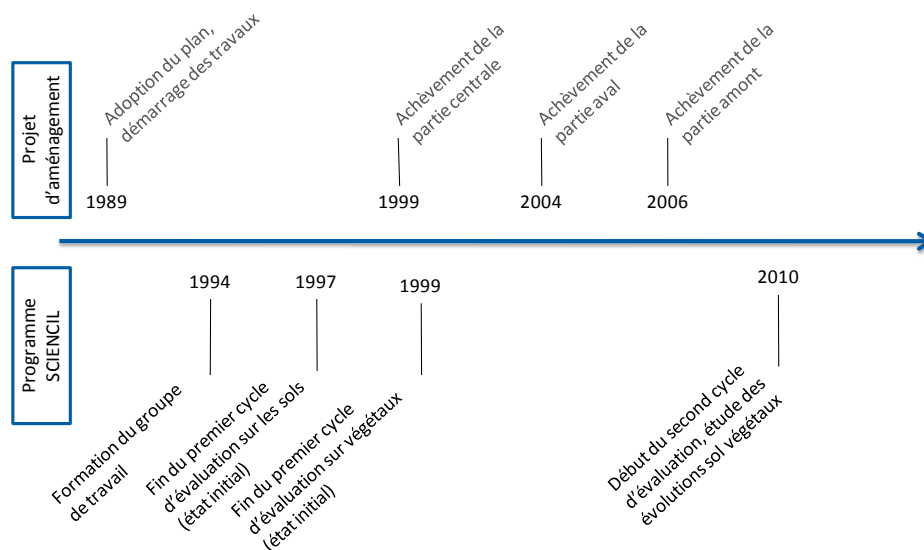 Projet
d'aménagement
Adoption du plan,
démarrage des travaux
1989
Achèvement de la
partie centrale
1999
Achèvement de la
partie aval
2004
Achèvement de la
partie amont
2006
Programme
SCIENCIL
1994
Formation du groupe
de travail
1997
Fin du premier cycle
d'évaluation sur les sols
(état initial)
1999
Fin du premier cycle
d'évaluation sur végétaux
(état initial)
2010
Début du second cycle
d'évaluation, étude des
évolutions sol végétaux